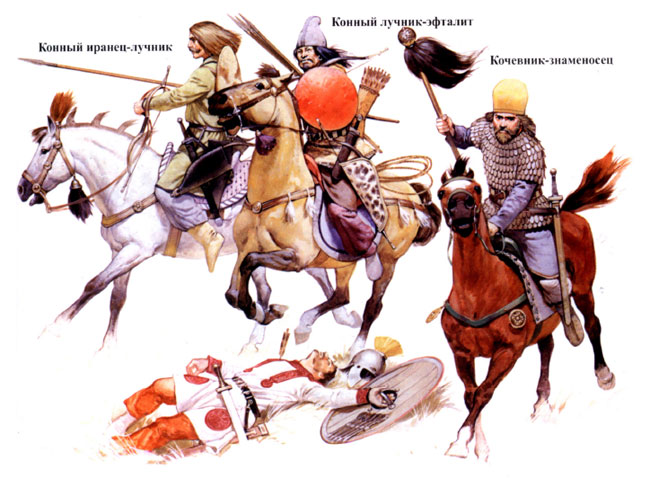 Конный иранец-лучник
Конный лучник-эфталит
Кочевник-знаменосец